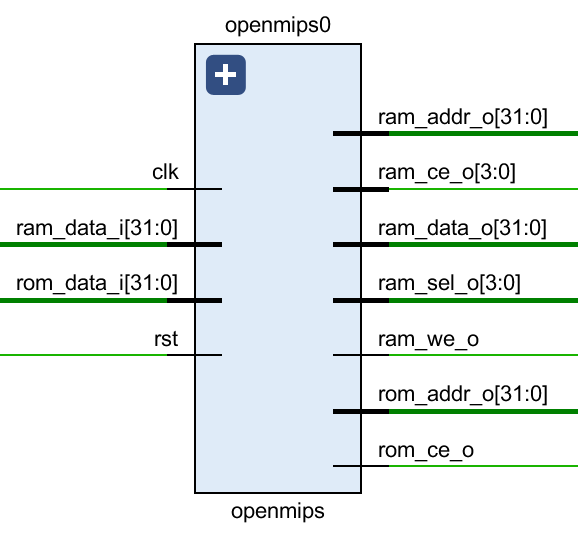 openmips0
clk
ram_data_i[31:0]
rom_data_i[31:0]
rst
ram_addr_o[31:0]
ram_ce_o[3:0]
ram_data_o[31:0]
ram_sel_o[3:0]
ram_we_o
rom_addr_o[31:0]
rom_ce_o
openmips